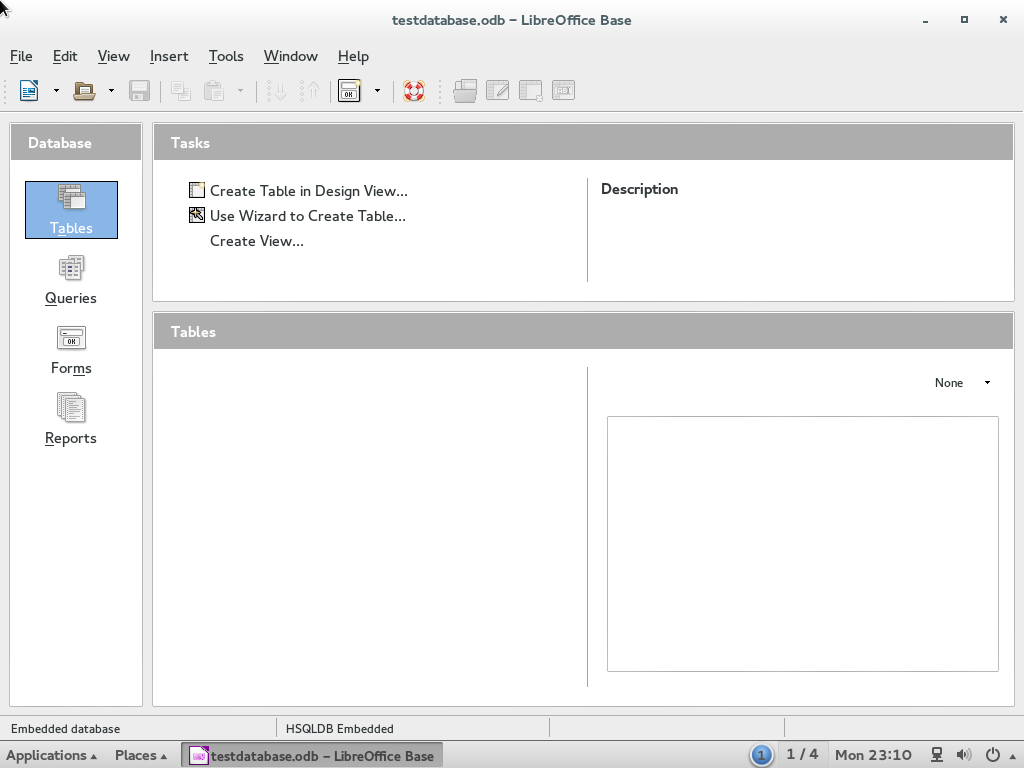 testdatabase.odb – LibreOffice Base
File Edit View Insert Tools Window Help
Database
Tables
Queries
Forms
Reports
Tasks
Create Table in Design View...
Use Wizard to Create Table...
Create View...
Description
Tables
None
Embedded database
HSQLDB Embedded
Applications Places testdatabase.odb – LibreOffice Base 1 1 / 4 Mon 23:10